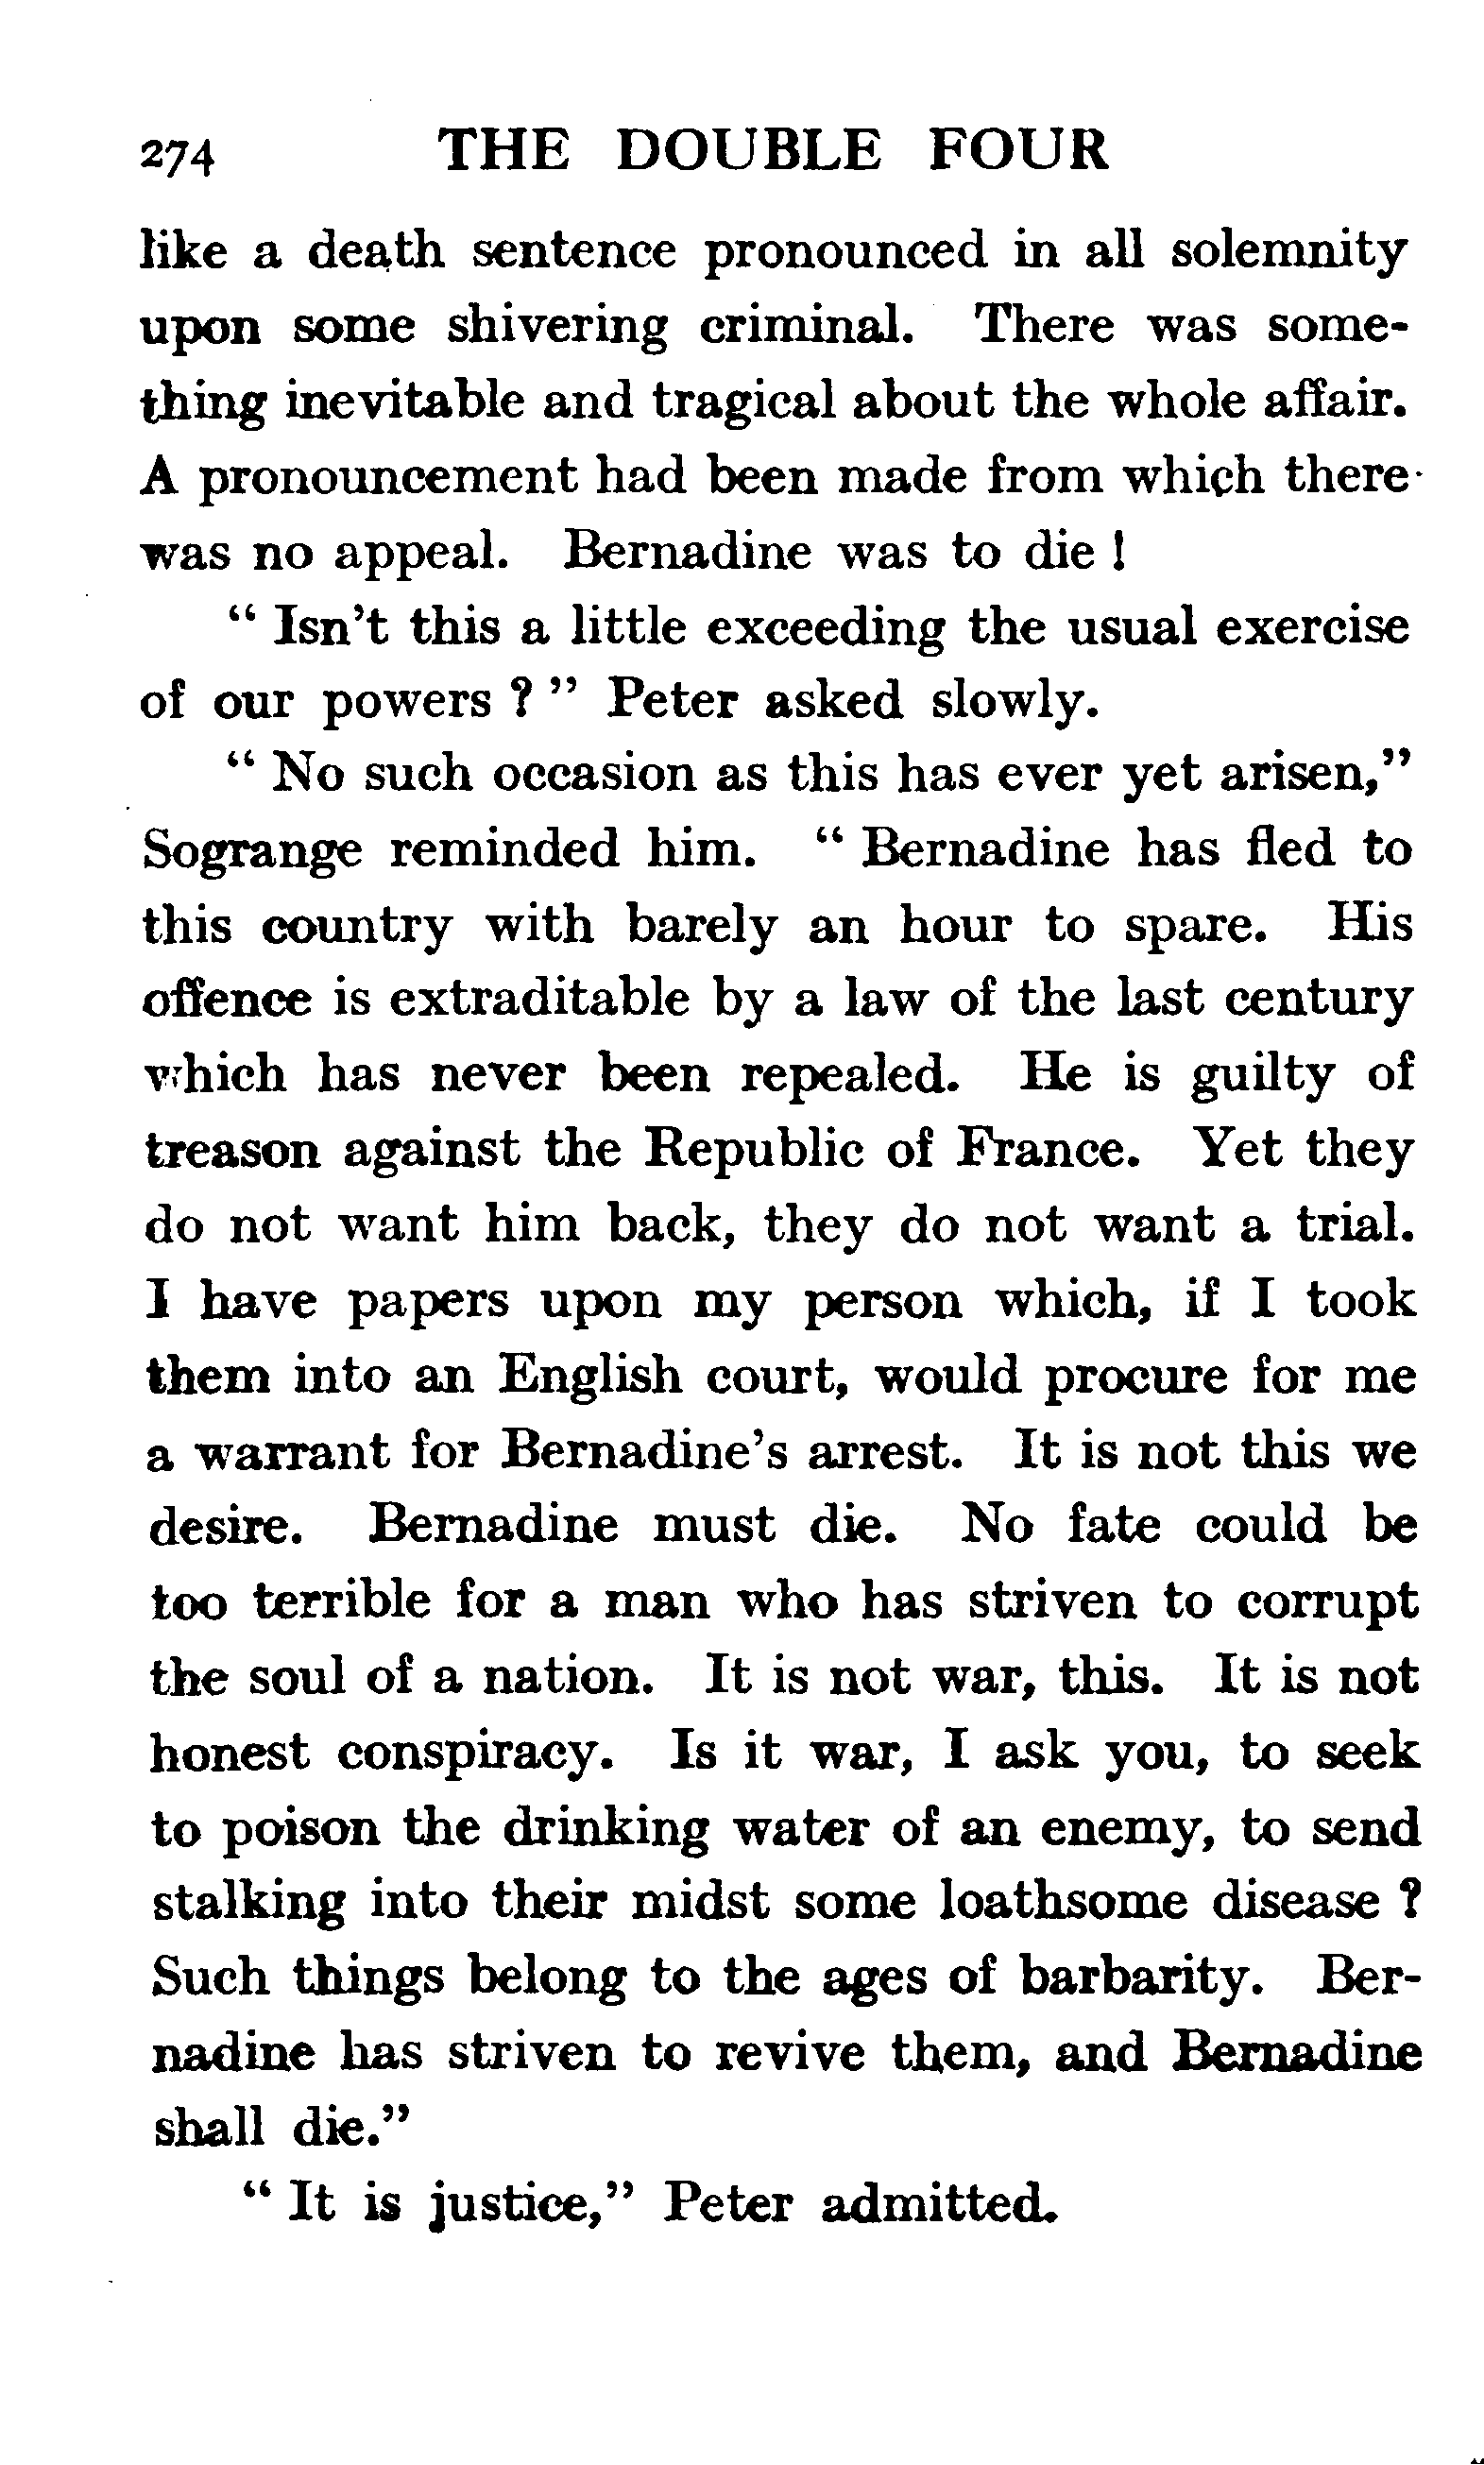 274 THE DOUBLE FOUR
like a death sentence pronounced in all solemnity
upon some shivering criminal. There was some-
thing inevitable and tragical about the whole affair.
A pronouncement had been made from which there
was no appeal. Bernadine was to die !
" Isn't this a little exceeding the usual exercise
of our powers ? " Peter asked slowly.
" No such occasion as this has ever yet arisen,"
Sogrange reminded him. " Bernadine has fled to
this country with barely an hour to spare. His
offence is extraditable by a law of the last century
which has never been repealed. He is guilty of
treason against the Republic of France. Yet they
do not want him back, they do not want a trial.
I have papers upon my person which, if I took
them into an English court, would procure for me
a warrant for Bernadine's arrest. It is not this we
desire. Bernadine must die. No fate could be
too terrible for a man who has striven to corrupt
the soul of a nation. It is not war, this. It is not
honest conspiracy. Is it war, I ask you, to seek
to poison the drinking water of an enemy, to send
stalking into their midst some loathsome disease ?
Such things belong to the ages of barbarity. Ber-
nadine has striven to revive them, and Bernadine
shall die."
" It is justice," Peter admitted.